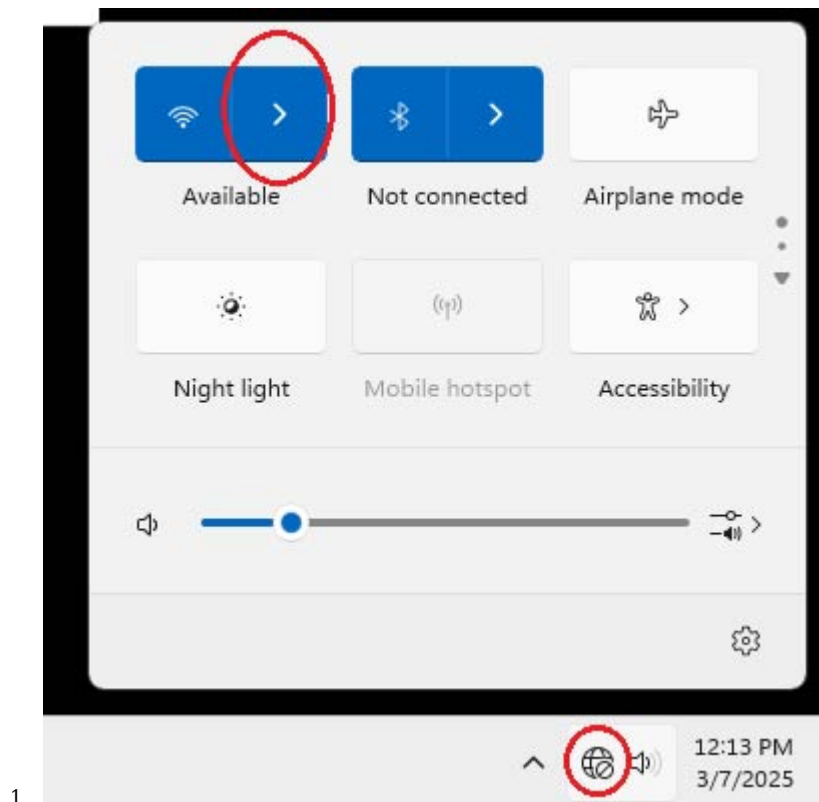 Available
Not connected
Airplane mode
Night light
Mobile hotspot
Accessibility
12:13 PM
3/7/2025
1